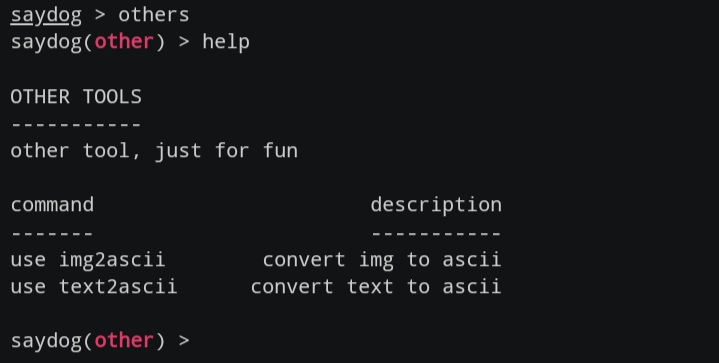 saydog > others
saydog(other) > help
OTHER TOOLS
-----------
other tool, just for fun
command description
------- -----------
use img2ascii convert img to ascii
use text2ascii convert text to ascii
saydog(other) >